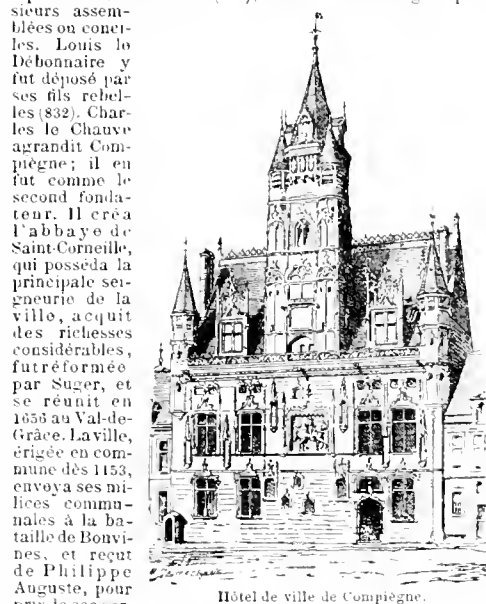 sieurs assem-
blées ou conci-
les. Louis le
Débonnaire y
fut déposé par
ses fils rebel-
les (832). Char-
les le Chauve
agrandit Com-
piègne; il en
fut comme le
second fonda-
teur. Il créa
l'abbaye de
Saint-Corneille,
qui posséda la
principale sei-
gneurie de la
ville, acquit
des richesses
considérables,
fut réformée
par Suger, et
se réunit en
1656 au Val-de-
Grâce. La ville,
érigée en com-
mune dès 1153,
envoya ses mi-
lices commu-
nales à la ba-
taille de Bouvi-
nes, et reçut
de Philippe
Auguste, pour
Hôtel de ville de Compiègne.